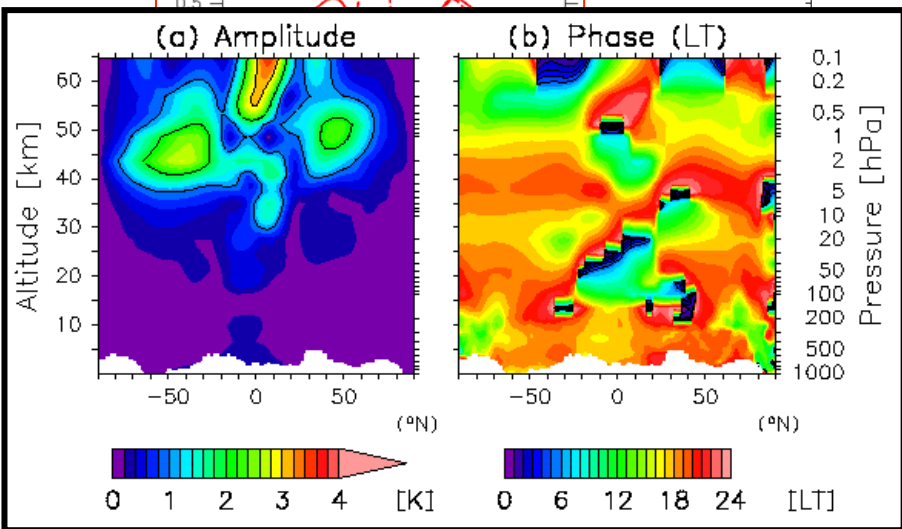 0.5
(a) Amplitude
(b) Phase (LT)
60
50
40
30
20
10
Altitude [km]
0.1
0.2
0.5
1
2
5
10
20
50
100
200
500
1000
Pressure [hPa]
−50 0 50
(°N)
−50 0 50
(°N)
0 1 2 3 4 [K]
0 6 12 18 24 [LT]